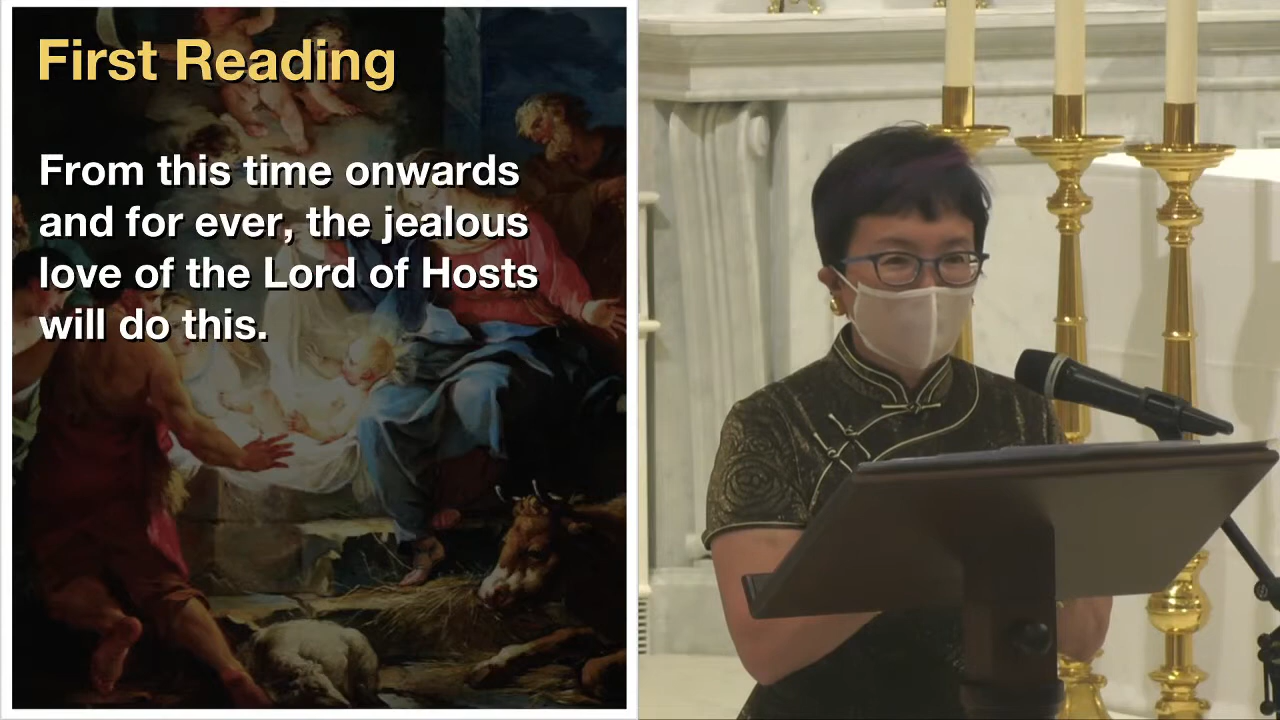 First Reading
From this time onwards
and for ever, the jealous
love of the Lord of Hosts
will do this.